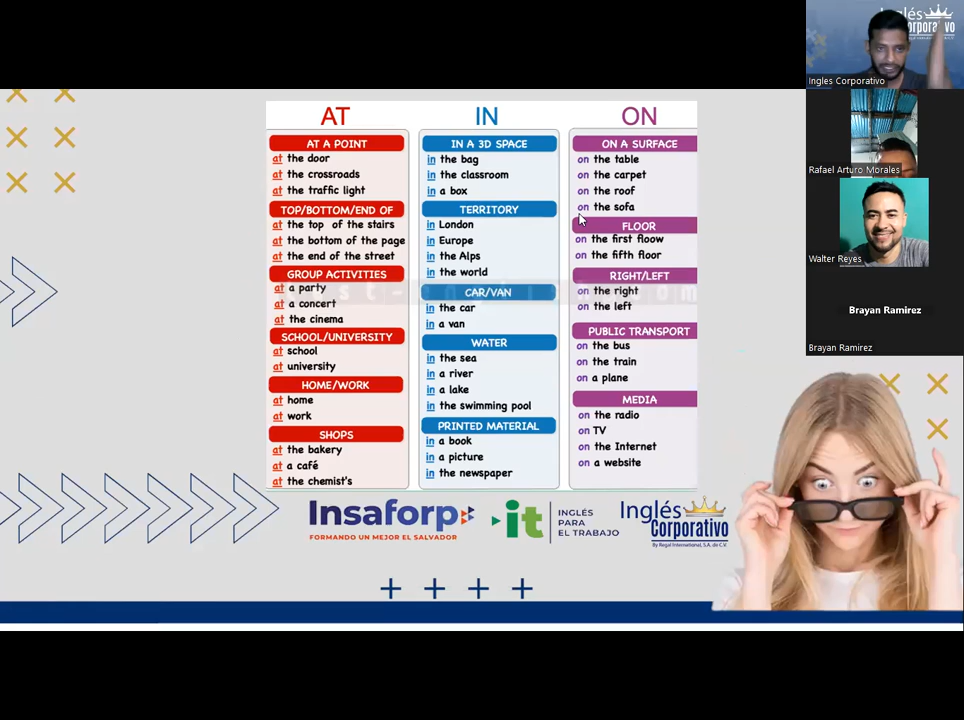 AT
AT A POINT
at the door
at the crossroads
at the traffic light
TOP/BOTTOM/END OF
at the top of the stairs
at the bottom of the page
at the end of the street
GROUP ACTIVITIES
at a party
at a concert
at the cinema
SCHOOL/UNIVERSITY
at school
at university
HOME/WORK
at home
at work
SHOPS
at the bakery
at a café
at the chemist's
IN
IN A 3D SPACE
in the bag
in the classroom
in a box
TERRITORY
in London
in Europe
in the Alps
in the world
CAR/VAN
in the car
in a van
WATER
in the sea
in a river
in a lake
in the swimming pool
PRINTED MATERIAL
in a book
in a picture
in the newspaper
ON
ON A SURFACE
on the table
on the carpet
on the roof
on the sofa
FLOOR
on the first floow
on the fifth floor
RIGHT/LEFT
on the right
on the left
PUBLIC TRANSPORT
on the bus
on the train
on a plane
MEDIA
on the radio
on TV
on the Internet
on a website
Insaforp
FORMANDO UN MEJOR EL SALVADOR
it
INGLÉS
PARA
EL TRABAJO
Inglés
Corporativo
By Regal International, S.A. de C.V.
Ingles Corporativo
Rafael Arturo Morales
Walter Reyes
Brayan Ramirez
Brayan Ramirez